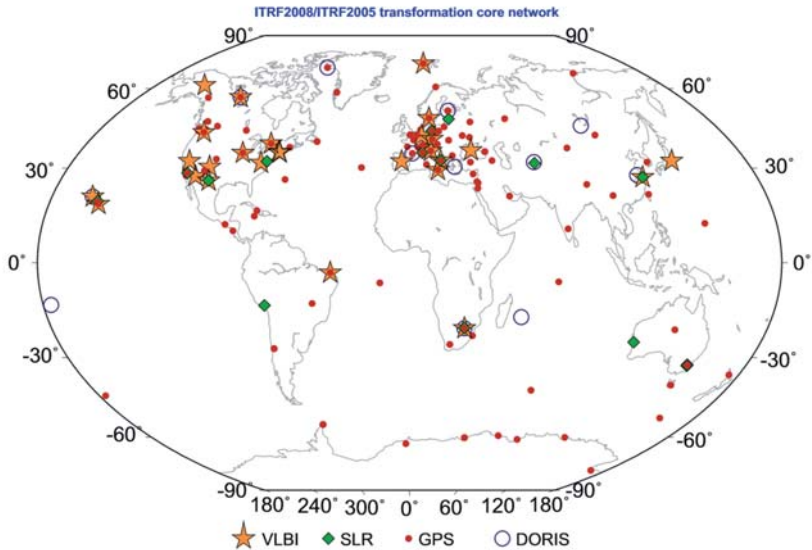 ITRF2008/ITRF2005 transformation core network
90˚ 90˚
60˚ 60˚
30˚ 30˚
0˚ 0˚
-30˚ -30˚
-60˚ -60˚
-90˚ -90˚
180˚ 240˚ 300˚ 0˚ 60˚ 120˚ 180˚
VLBI SLR GPS DORIS